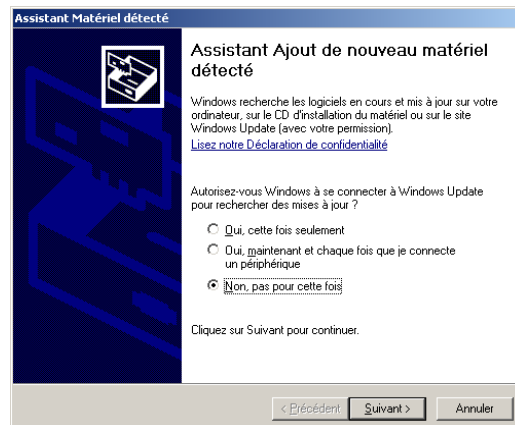 Assistant Matériel détecté
Assistant Ajout de nouveau matériel
détecté
Windows recherche les logiciels en cours et mis à jour sur votre
ordinateur, sur le CD d'installation du matériel ou sur le site
Windows Update (avec votre permission).
Lisez notre Déclaration de confidentialité
Autorisez-vous Windows à se connecter à Windows Update
pour rechercher des mises à jour ?
Oui, cette fois seulement
Oui, maintenant et chaque fois que je connecte
un périphérique
Non, pas pour cette fois
Cliquez sur Suivant pour continuer.
< Précédent Suivant > Annuler